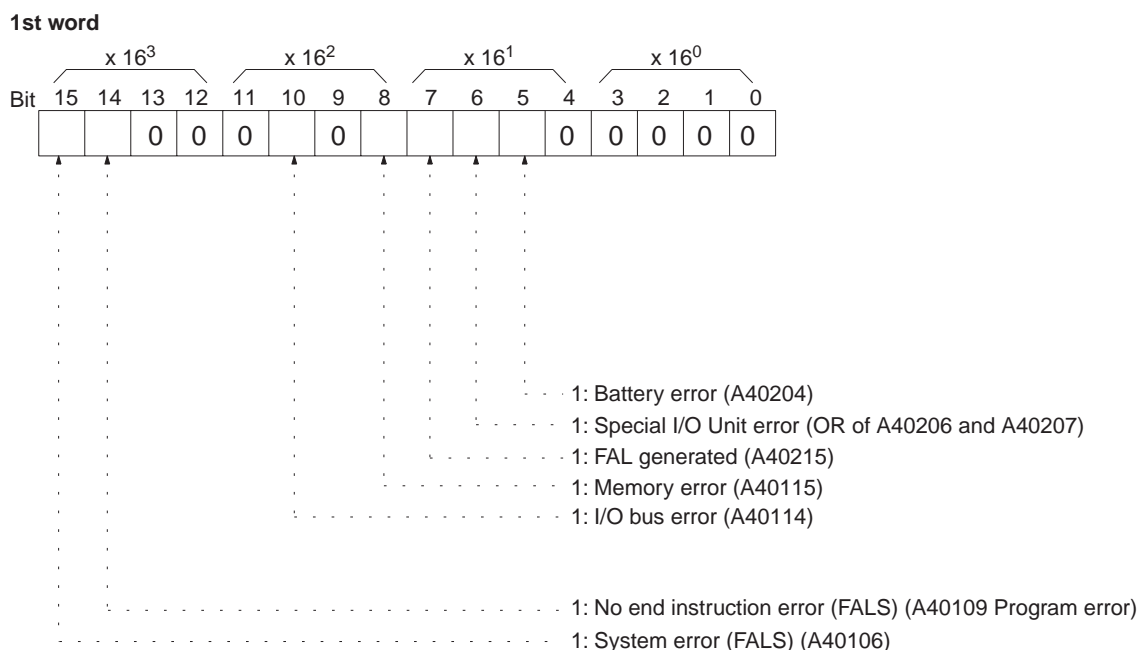 1st word
x 16³ x 16² x 16¹ x 16⁰
Bit 15 14 13 12 11 10 9 8 7 6 5 4 3 2 1 0
0 0 0 0 0 0 0 0 0
1: Battery error (A40204)
1: Special I/O Unit error (OR of A40206 and A40207)
1: FAL generated (A40215)
1: Memory error (A40115)
1: I/O bus error (A40114)
1: No end instruction error (FALS) (A40109 Program error)
1: System error (FALS) (A40106)